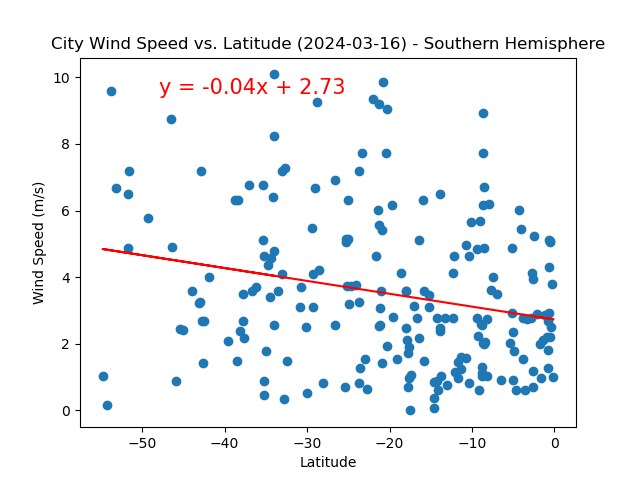 City Wind Speed vs. Latitude (2024-03-16) - Southern Hemisphere
y = -0.04x + 2.73
Wind Speed (m/s)
10
8
6
4
2
0
−50 −40 −30 −20 −10 0
Latitude